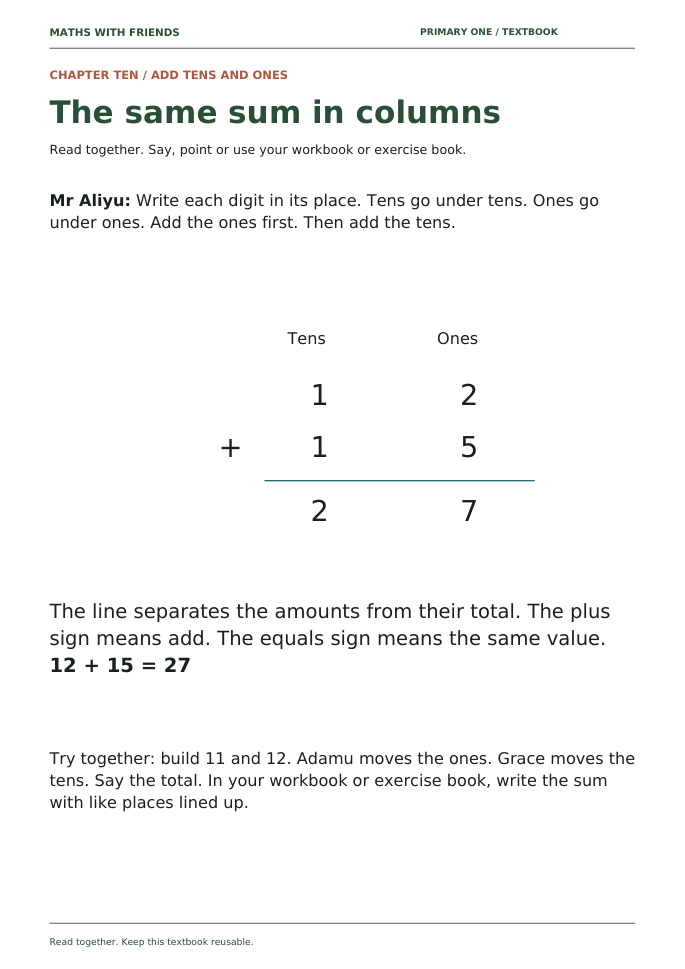 MATHS WITH FRIENDS
PRIMARY ONE / TEXTBOOK
CHAPTER TEN / ADD TENS AND ONES
The same sum in columns
Read together. Say, point or use your workbook or exercise book.
Mr Aliyu: Write each digit in its place. Tens go under tens. Ones go
under ones. Add the ones first. Then add the tens.
Tens Ones
1 2
+ 1 5
2 7
The line separates the amounts from their total. The plus
sign means add. The equals sign means the same value.
12 + 15 = 27
Try together: build 11 and 12. Adamu moves the ones. Grace moves the
tens. Say the total. In your workbook or exercise book, write the sum
with like places lined up.
Read together. Keep this textbook reusable.